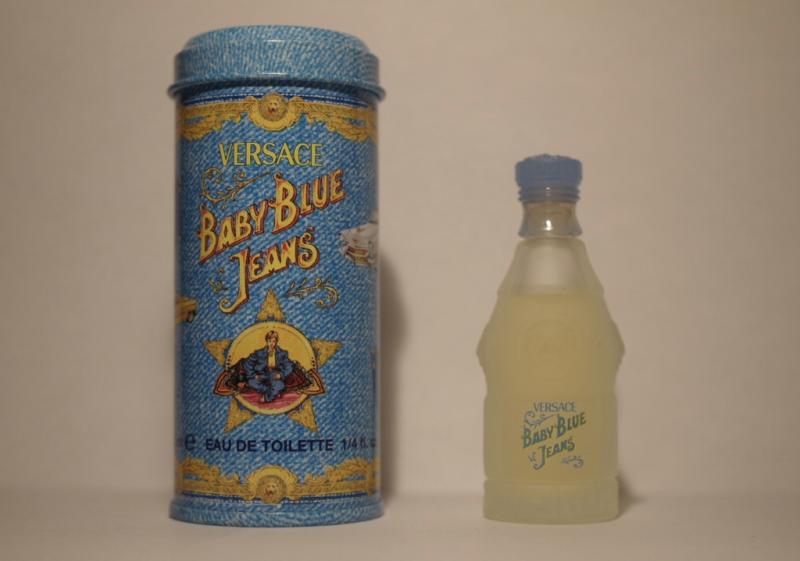 VERSACE
BABY BLUE
JEANS
e EAU DE TOILETTE 1/4 fl.
VERSACE
BABY BLUE
JEANS